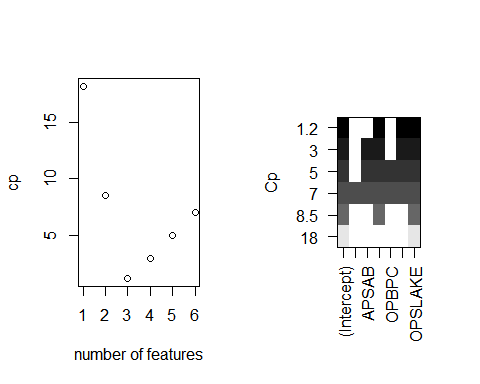 cp
15
10
5
1 2 3 4 5 6
number of features
Cp
1.2
3
5
7
8.5
18
(Intercept)
APSAB
OPBPC
OPSLAKE